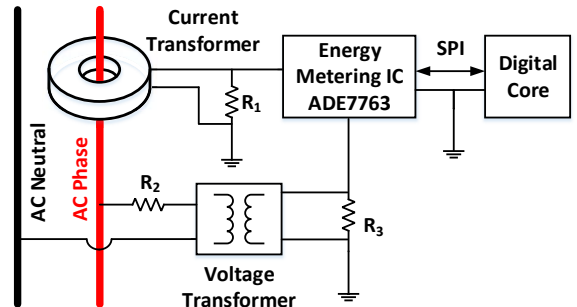 Current
Transformer
Energy
Metering IC
ADE7763
SPI
Digital
Core
R1
AC Neutral
AC Phase
R2
R3
Voltage
Transformer